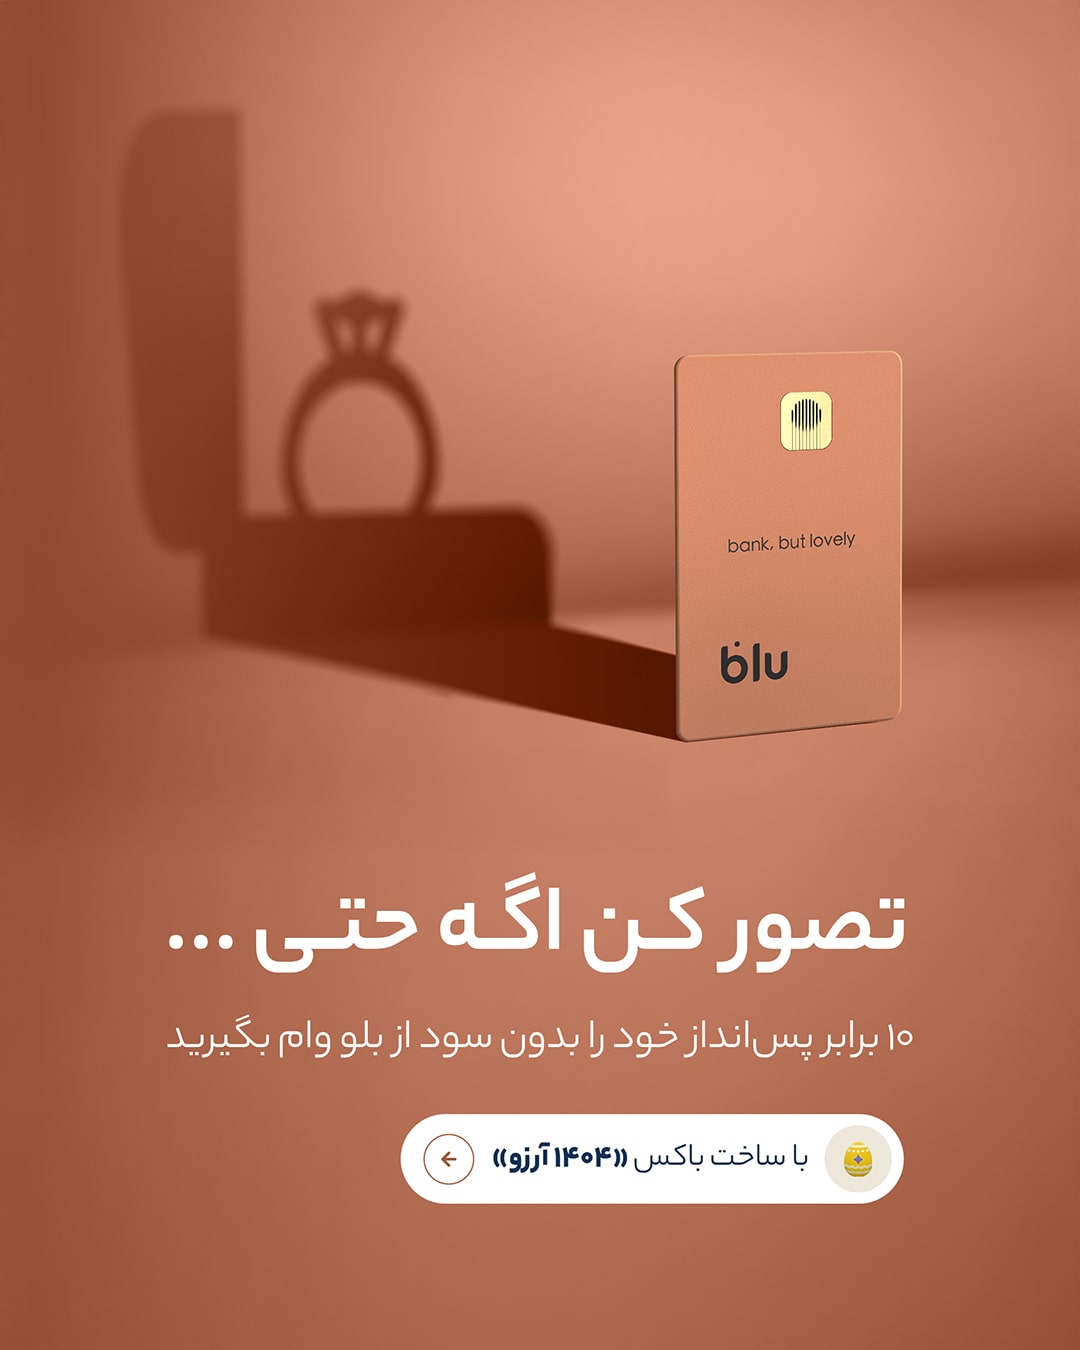 bank, but lovely
blu
تصور کن اگه حتی ...
۱۰ برابر پس‌انداز خود را بدون سود از بلو وام بگیرید
با ساخت باکس «۱۴۰۴ آرزو»